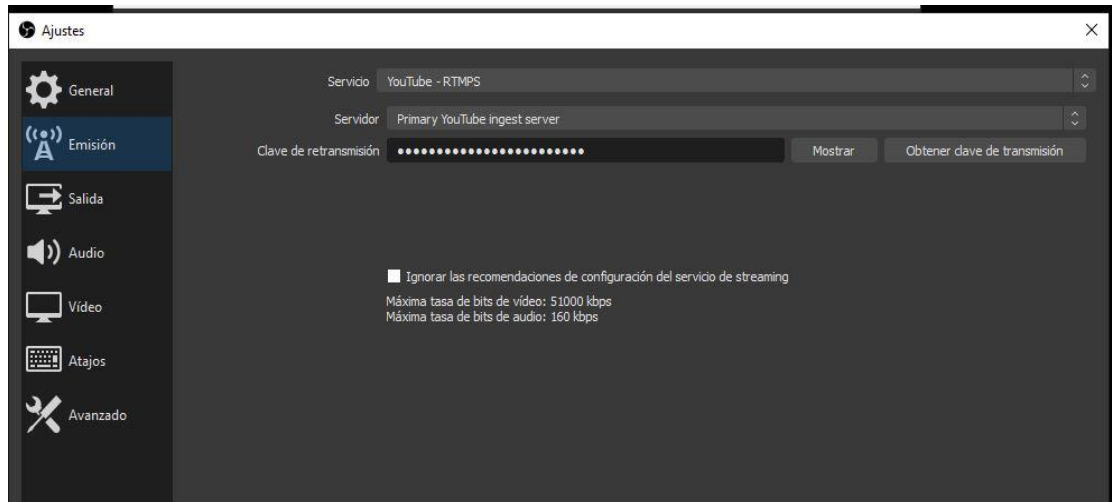 Ajustes
General
Emisión
Salida
Audio
Vídeo
Atajos
Avanzado
Servicio YouTube - RTMPS
Servidor Primary YouTube ingest server
Clave de retransmisión ●●●●●●●●●●●●●●●●●●●●●●●● Mostrar Obtener clave de transmisión
Ignorar las recomendaciones de configuración del servicio de streaming
Máxima tasa de bits de vídeo: 51000 kbps
Máxima tasa de bits de audio: 160 kbps